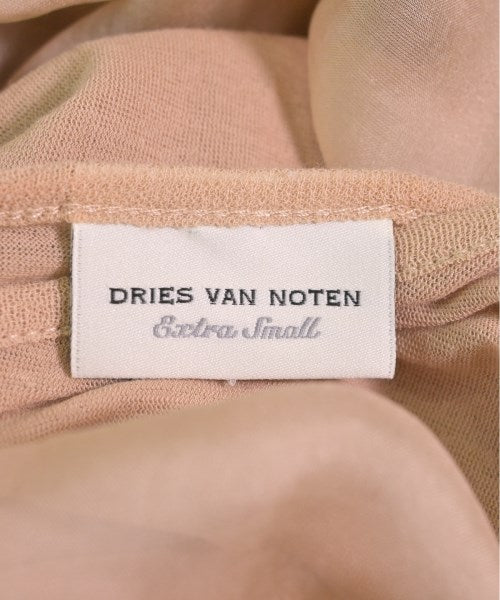 DRIES VAN NOTEN
Extra Small